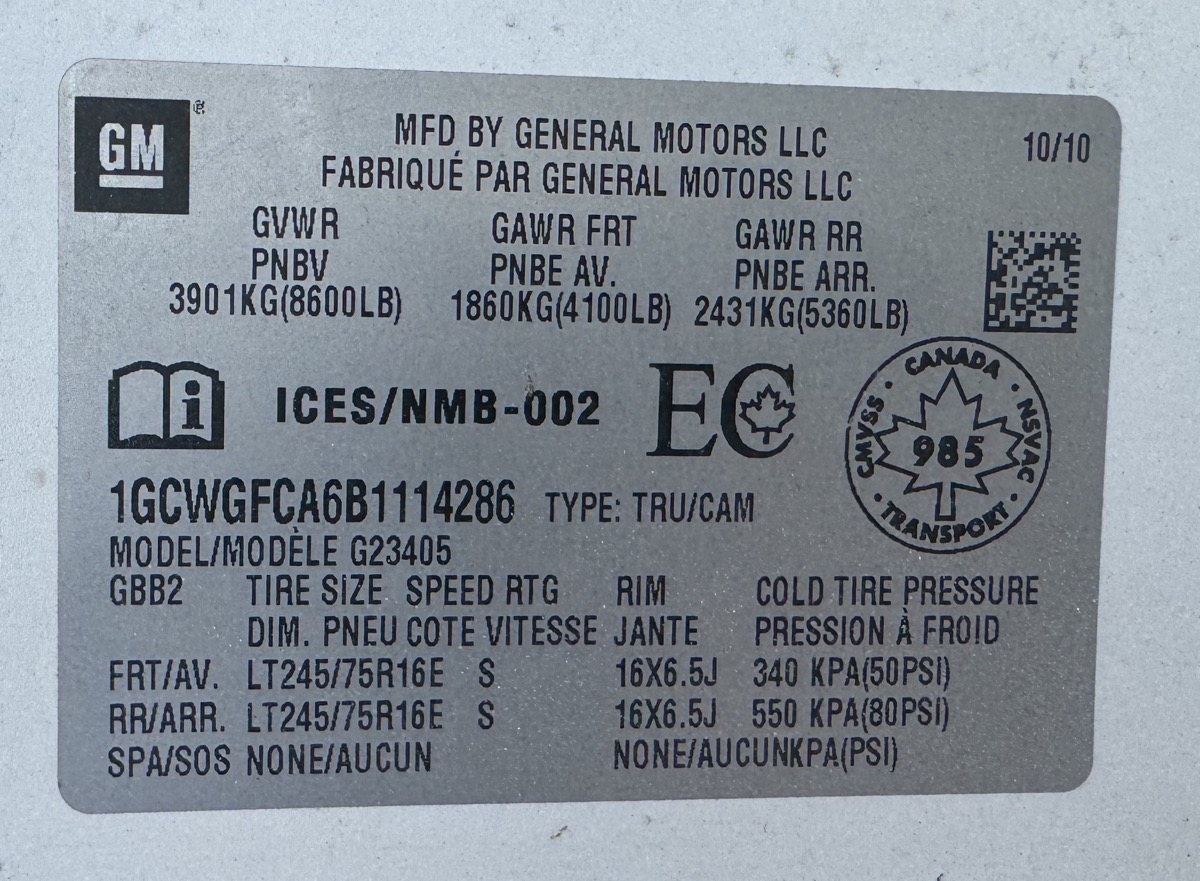 GM
MFD BY GENERAL MOTORS LLC 10/10
FABRIQUÉ PAR GENERAL MOTORS LLC
GVWR GAWR FRT GAWR RR
PNBV PNBE AV. PNBE ARR.
3901KG(8600LB) 1860KG(4100LB) 2431KG(5360LB)
i ICES/NMB-002 EC
CANADA
CMVSS 985 NSVAC
TRANSPORT
1GCWGFCA6B1114286 TYPE: TRU/CAM
MODEL/MODÈLE G23405
GBB2 TIRE SIZE SPEED RTG RIM COLD TIRE PRESSURE
DIM. PNEU COTE VITESSE JANTE PRESSION À FROID
FRT/AV. LT245/75R16E S 16X6.5J 340 KPA(50PSI)
RR/ARR. LT245/75R16E S 16X6.5J 550 KPA(80PSI)
SPA/SOS NONE/AUCUN NONE/AUCUNKPA(PSI)